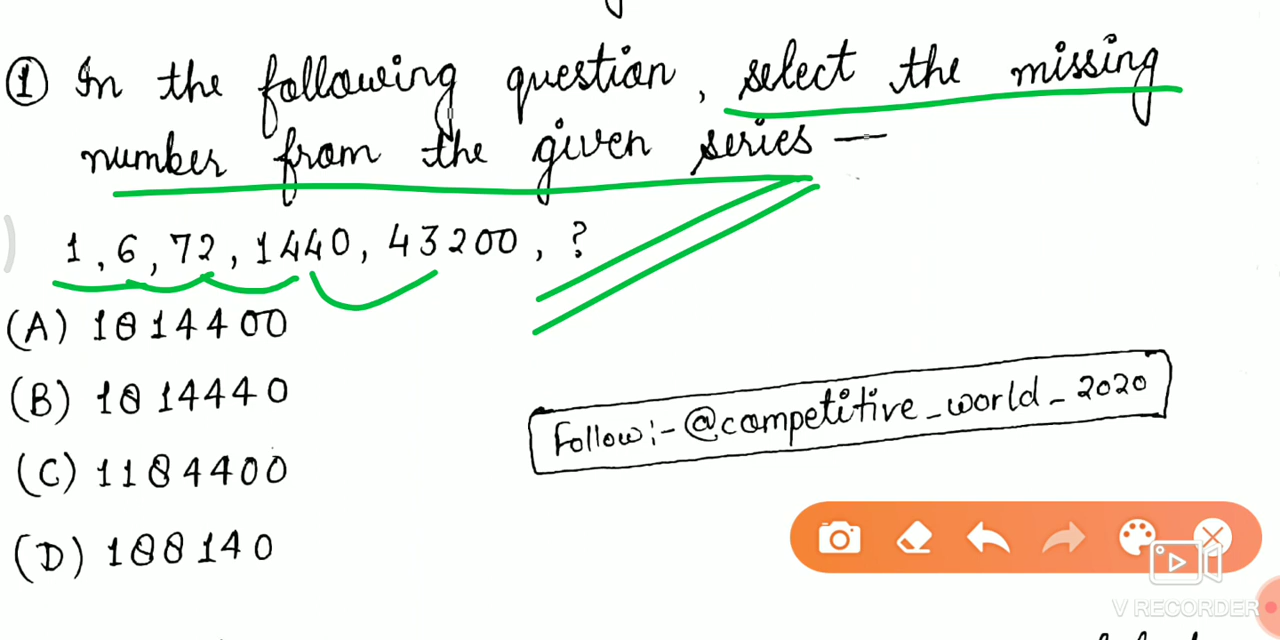 ① In the following question, select the missing
number from the given series —
1, 6, 72, 1440, 43200, ?
(A) 1814400
(B) 1814440
(C) 1184400
(D) 188140
Follow:- @competitive_world_2020
V RECORDER